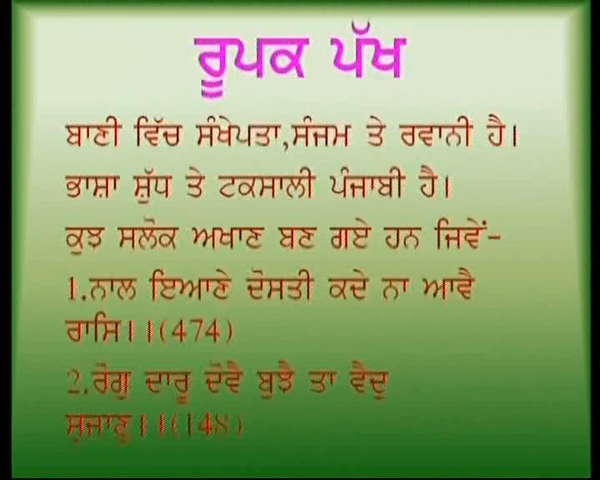 ਰੂਪਕ ਪੱਖ
ਬਾਣੀ ਵਿੱਚ ਸੰਖੇਪਤਾ,ਸੰਜਮ ਤੇ ਰਵਾਨੀ ਹੈ।
ਭਾਸ਼ਾ ਸ਼ੁੱਧ ਤੇ ਟਕਸਾਲੀ ਪੰਜਾਬੀ ਹੈ।
ਕੁਝ ਸਲੋਕ ਅਖਾਣ ਬਣ ਗਏ ਹਨ ਜਿਵੇਂ-
1.ਨਾਲ ਇਆਣੇ ਦੋਸਤੀ ਕਦੇ ਨਾ ਆਵੈ
ਰਾਸਿ।।(474)
2.ਰੋਗੁ ਦਾਰੂ ਦੋਵੈ ਬੁਝੈ ਤਾ ਵੈਦੁ
ਸੁਜਾਣੁ।।(148)